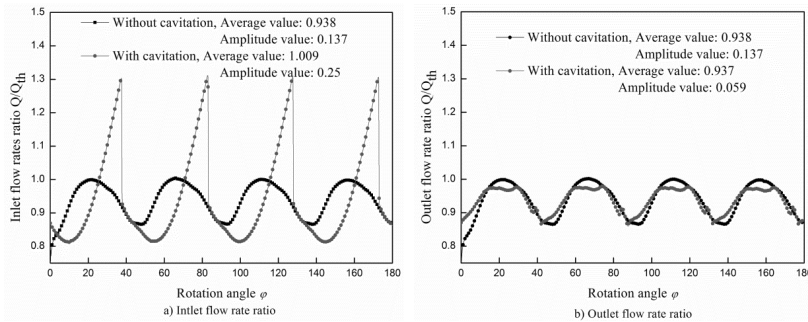 1.5
1.4
1.3
1.2
1.1
1.0
0.9
0.8
0 20 40 60 80 100 120 140 160 180
Inlet flow rates ratio Q/Qth
Without cavitation, Average value: 0.938
Amplitude value: 0.137
With cavitation, Average value: 1.009
Amplitude value: 0.25
Rotation angle φ
a) Intlet flow rate ratio
1.5
1.4
1.3
1.2
1.1
1.0
0.9
0.8
0 20 40 60 80 100 120 140 160 180
Outlet flow rate ratio Q/Qth
Without cavitation, Average value: 0.938
Amplitude value: 0.137
With cavitation, Average value: 0.937
Amplitude value: 0.059
Rotation angle φ
b) Outlet flow rate ratio